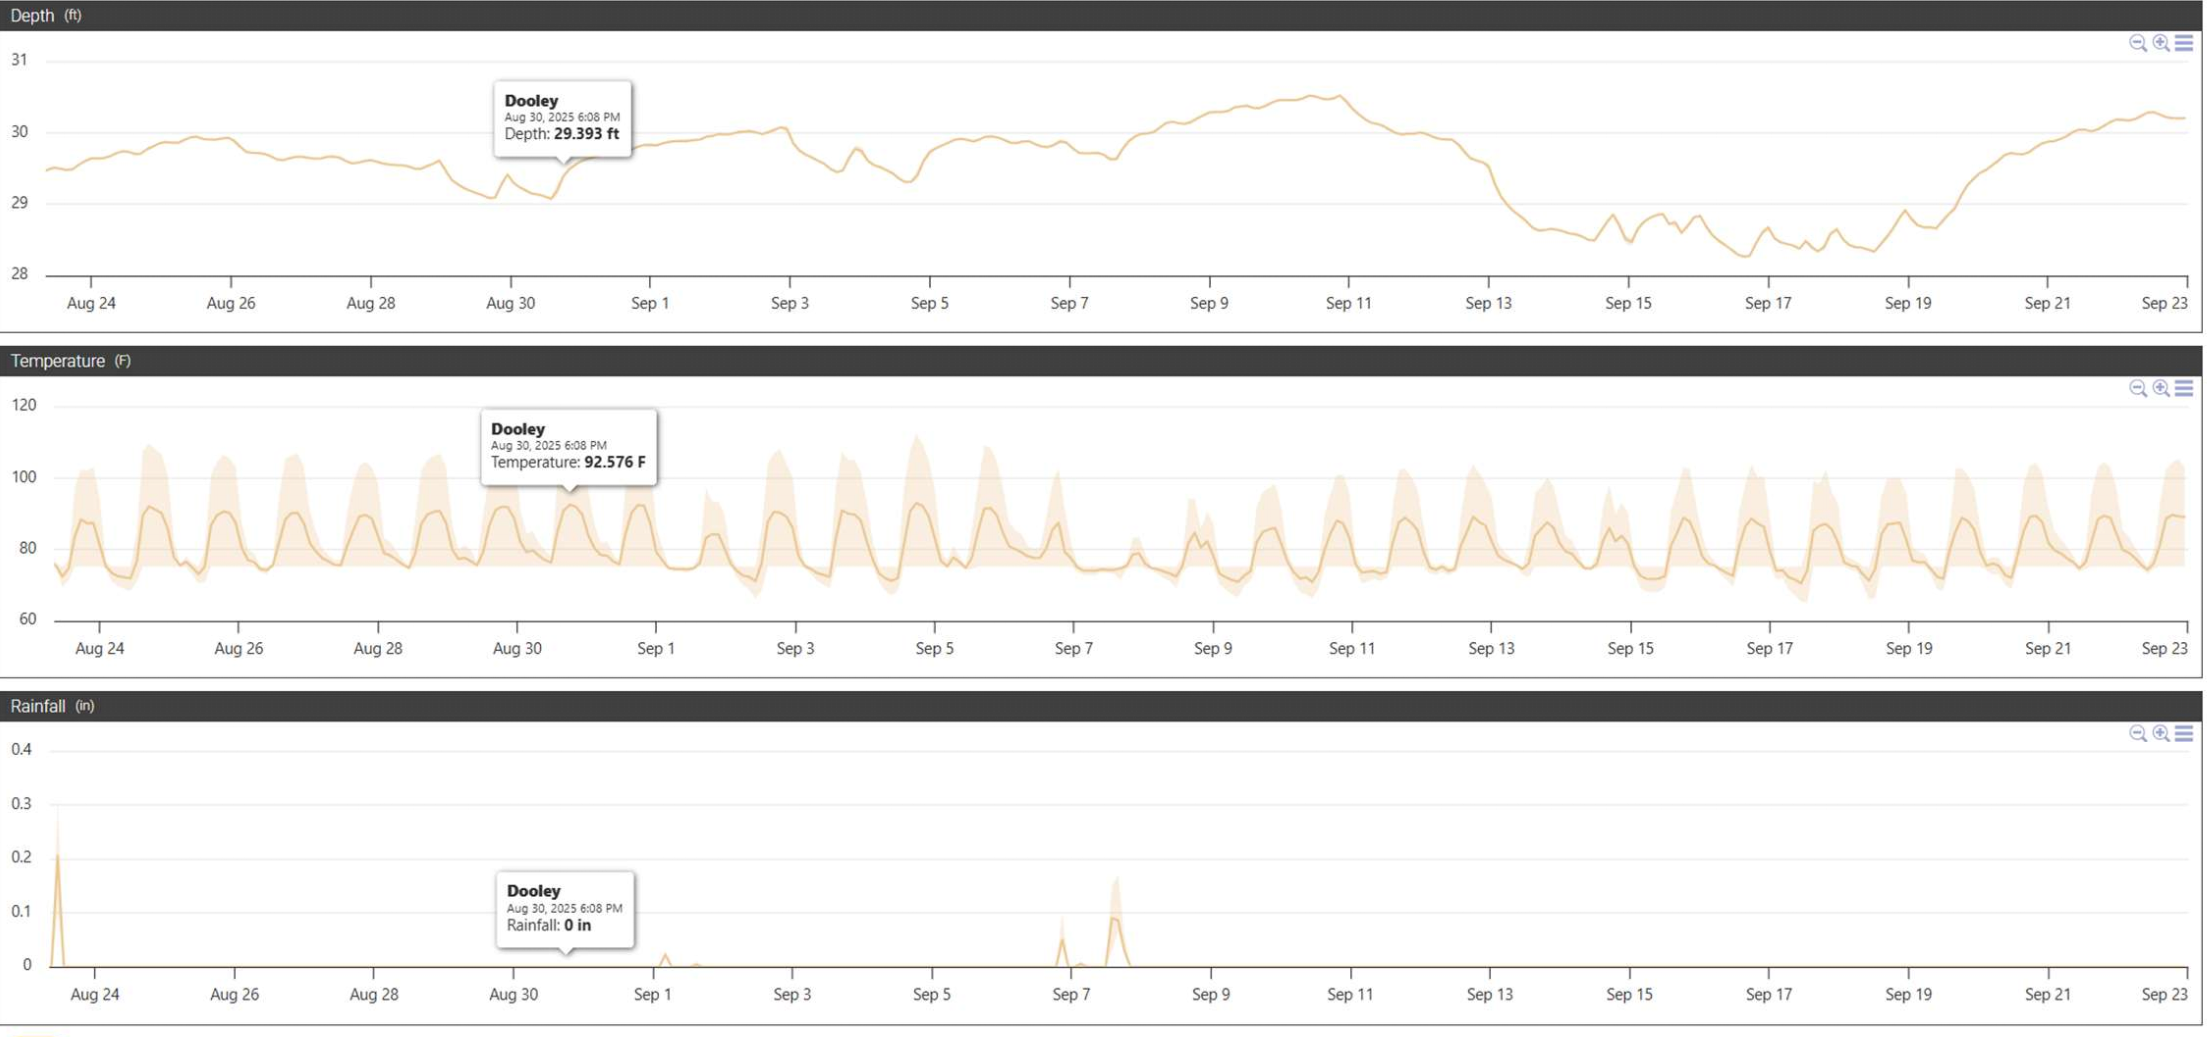 Depth (ft)
31
30
29
28
Dooley
Aug 30, 2025 6:08 PM
Depth: 29.393 ft
Aug 24 Aug 26 Aug 28 Aug 30 Sep 1 Sep 3 Sep 5 Sep 7 Sep 9 Sep 11 Sep 13 Sep 15 Sep 17 Sep 19 Sep 21 Sep 23
Temperature (F)
120
100
80
60
Dooley
Aug 30, 2025 6:08 PM
Temperature: 92.576 F
Aug 24 Aug 26 Aug 28 Aug 30 Sep 1 Sep 3 Sep 5 Sep 7 Sep 9 Sep 11 Sep 13 Sep 15 Sep 17 Sep 19 Sep 21 Sep 23
Rainfall (in)
0.4
0.3
0.2
0.1
0
Dooley
Aug 30, 2025 6:08 PM
Rainfall: 0 in
Aug 24 Aug 26 Aug 28 Aug 30 Sep 1 Sep 3 Sep 5 Sep 7 Sep 9 Sep 11 Sep 13 Sep 15 Sep 17 Sep 19 Sep 21 Sep 23